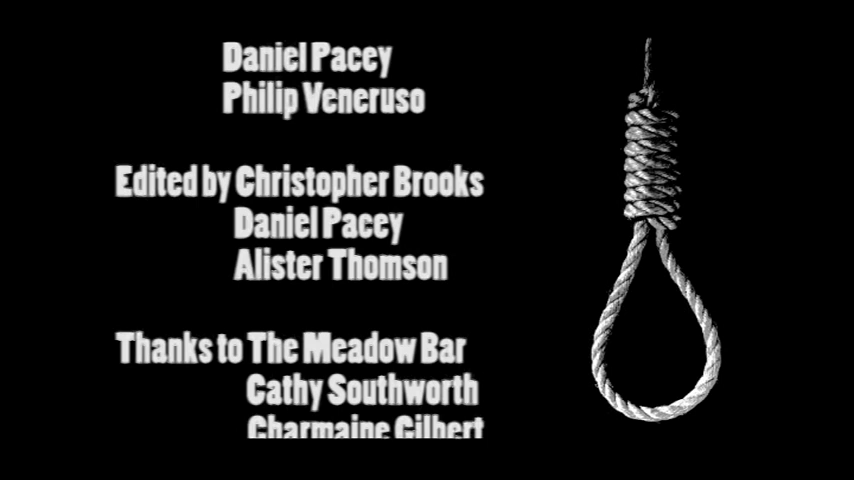 Daniel Pacey
Philip Veneruso
Edited by Christopher Brooks
Daniel Pacey
Alister Thomson
Thanks to The Meadow Bar
Cathy Southworth
Charmaine Gilbert